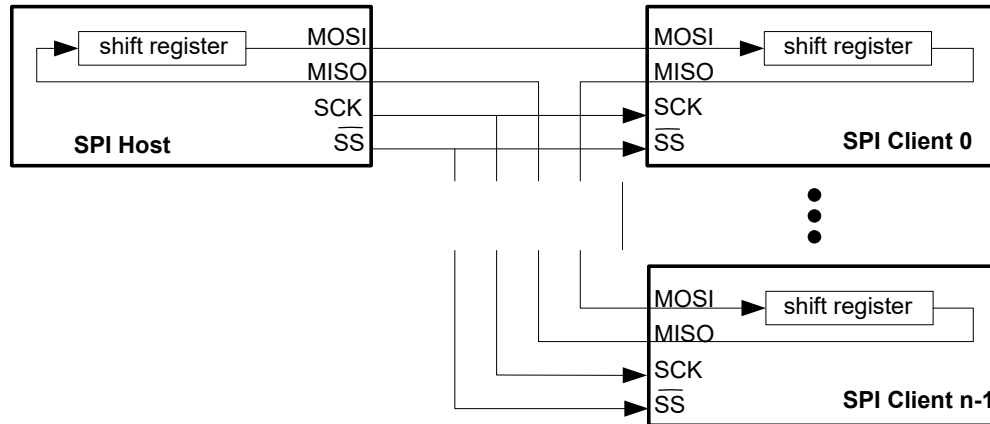 shift register
MOSI
MISO
SCK
SS
SPI Host
MOSI
shift register
MISO
SCK
SS
SPI Client 0
MOSI
shift register
MISO
SCK
SS
SPI Client n-1